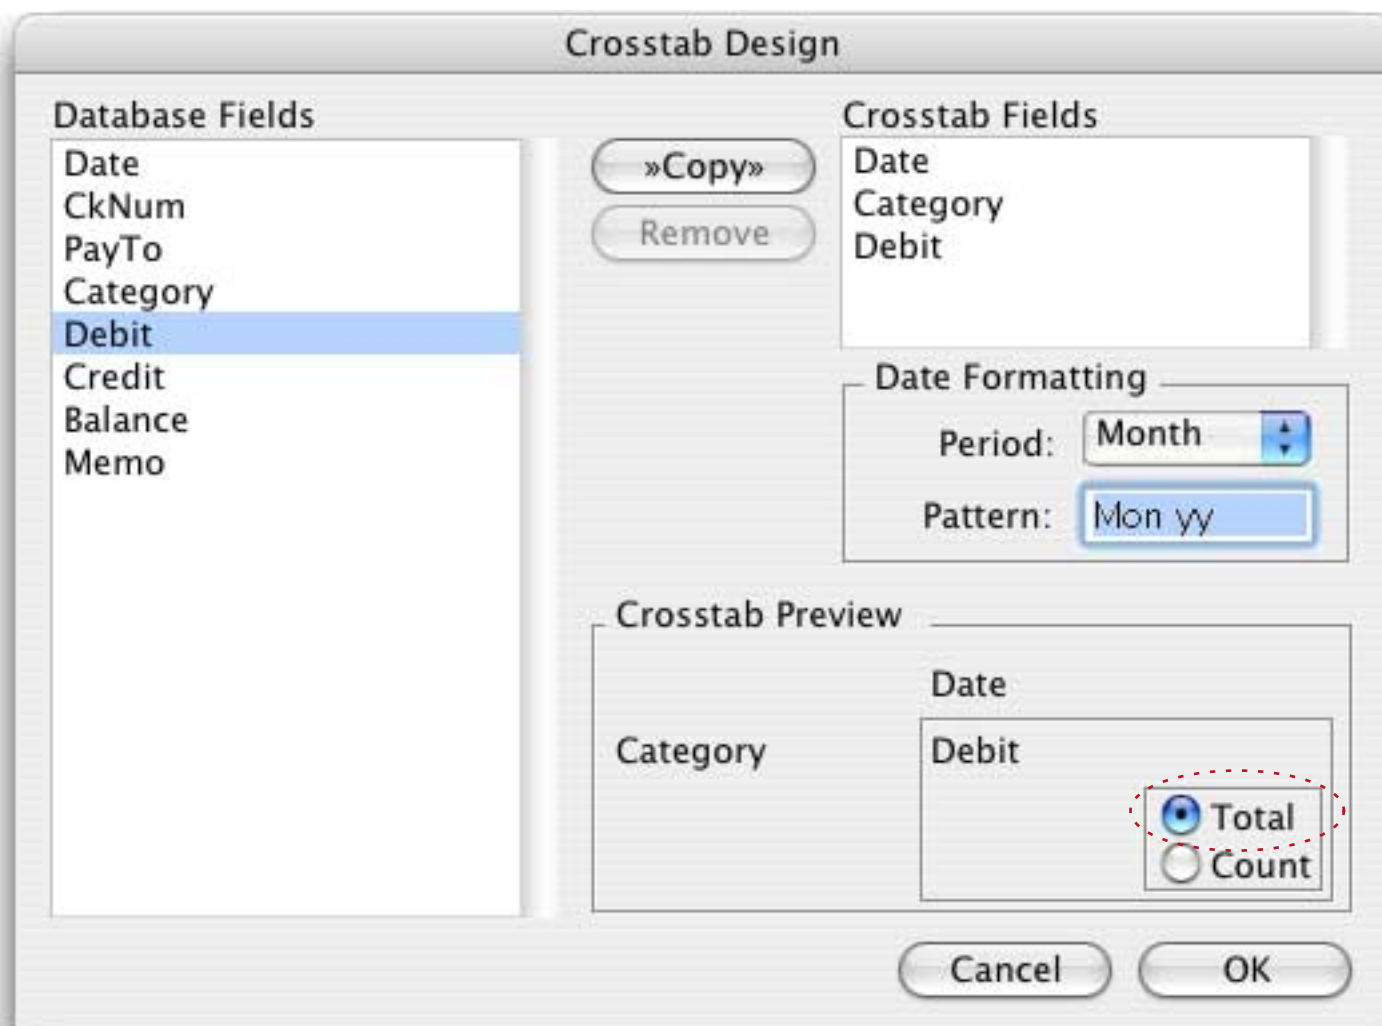 Crosstab Design
Database Fields
Date
CkNum
PayTo
Category
Debit
Credit
Balance
Memo
»Copy»
Remove
Crosstab Fields
Date
Category
Debit
Date Formatting
Period: Month
Pattern: Mon yy
Crosstab Preview
Date
Category Debit
Total
Count
Cancel OK